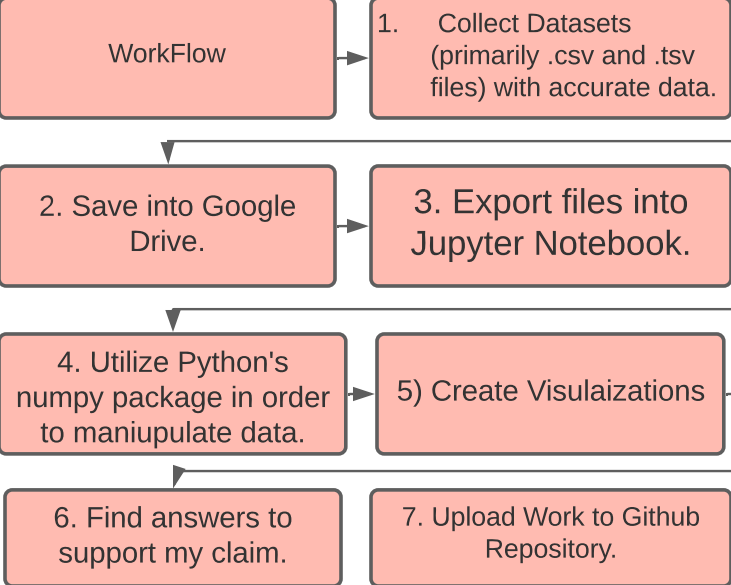 WorkFlow
1. Collect Datasets
(primarily .csv and .tsv
files) with accurate data.
2. Save into Google
Drive.
3. Export files into
Jupyter Notebook.
4. Utilize Python's
numpy package in order
to maniupulate data.
5) Create Visulaizations
6. Find answers to
support my claim.
7. Upload Work to Github
Repository.